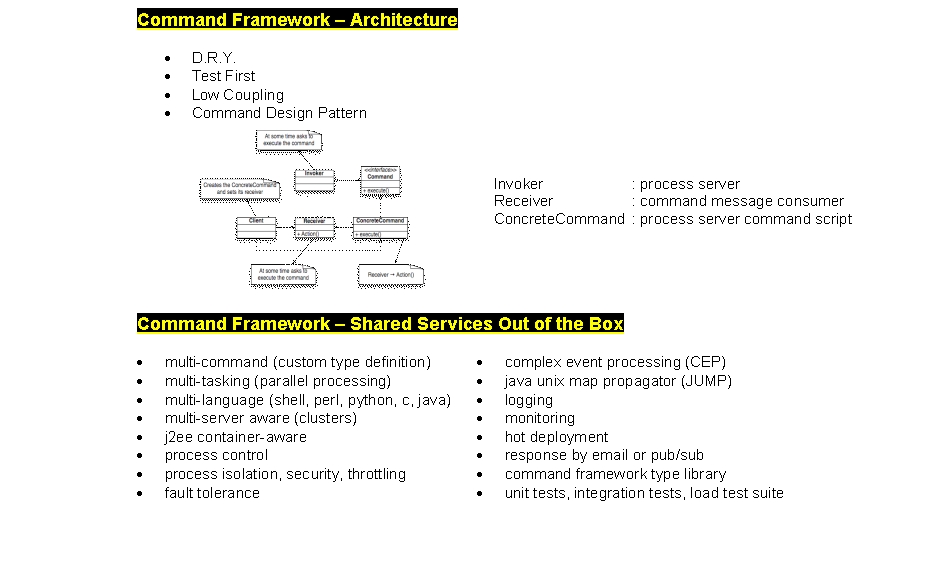 Command Framework – Architecture
D.R.Y.
Test First
Low Coupling
Command Design Pattern
At some time asks to
execute the command
Invoker
<<interface>>
Command
+ execute()
Creates the ConcreteCommand
and sets its receiver
Client
Receiver
+ Action()
ConcreteCommand
+ execute()
At some time asks to
execute the command
Receiver → Action()
Invoker : process server
Receiver : command message consumer
ConcreteCommand : process server command script
Command Framework – Shared Services Out of the Box
multi-command (custom type definition)
multi-tasking (parallel processing)
multi-language (shell, perl, python, c, java)
multi-server aware (clusters)
j2ee container-aware
process control
process isolation, security, throttling
fault tolerance
complex event processing (CEP)
java unix map propagator (JUMP)
logging
monitoring
hot deployment
response by email or pub/sub
command framework type library
unit tests, integration tests, load test suite